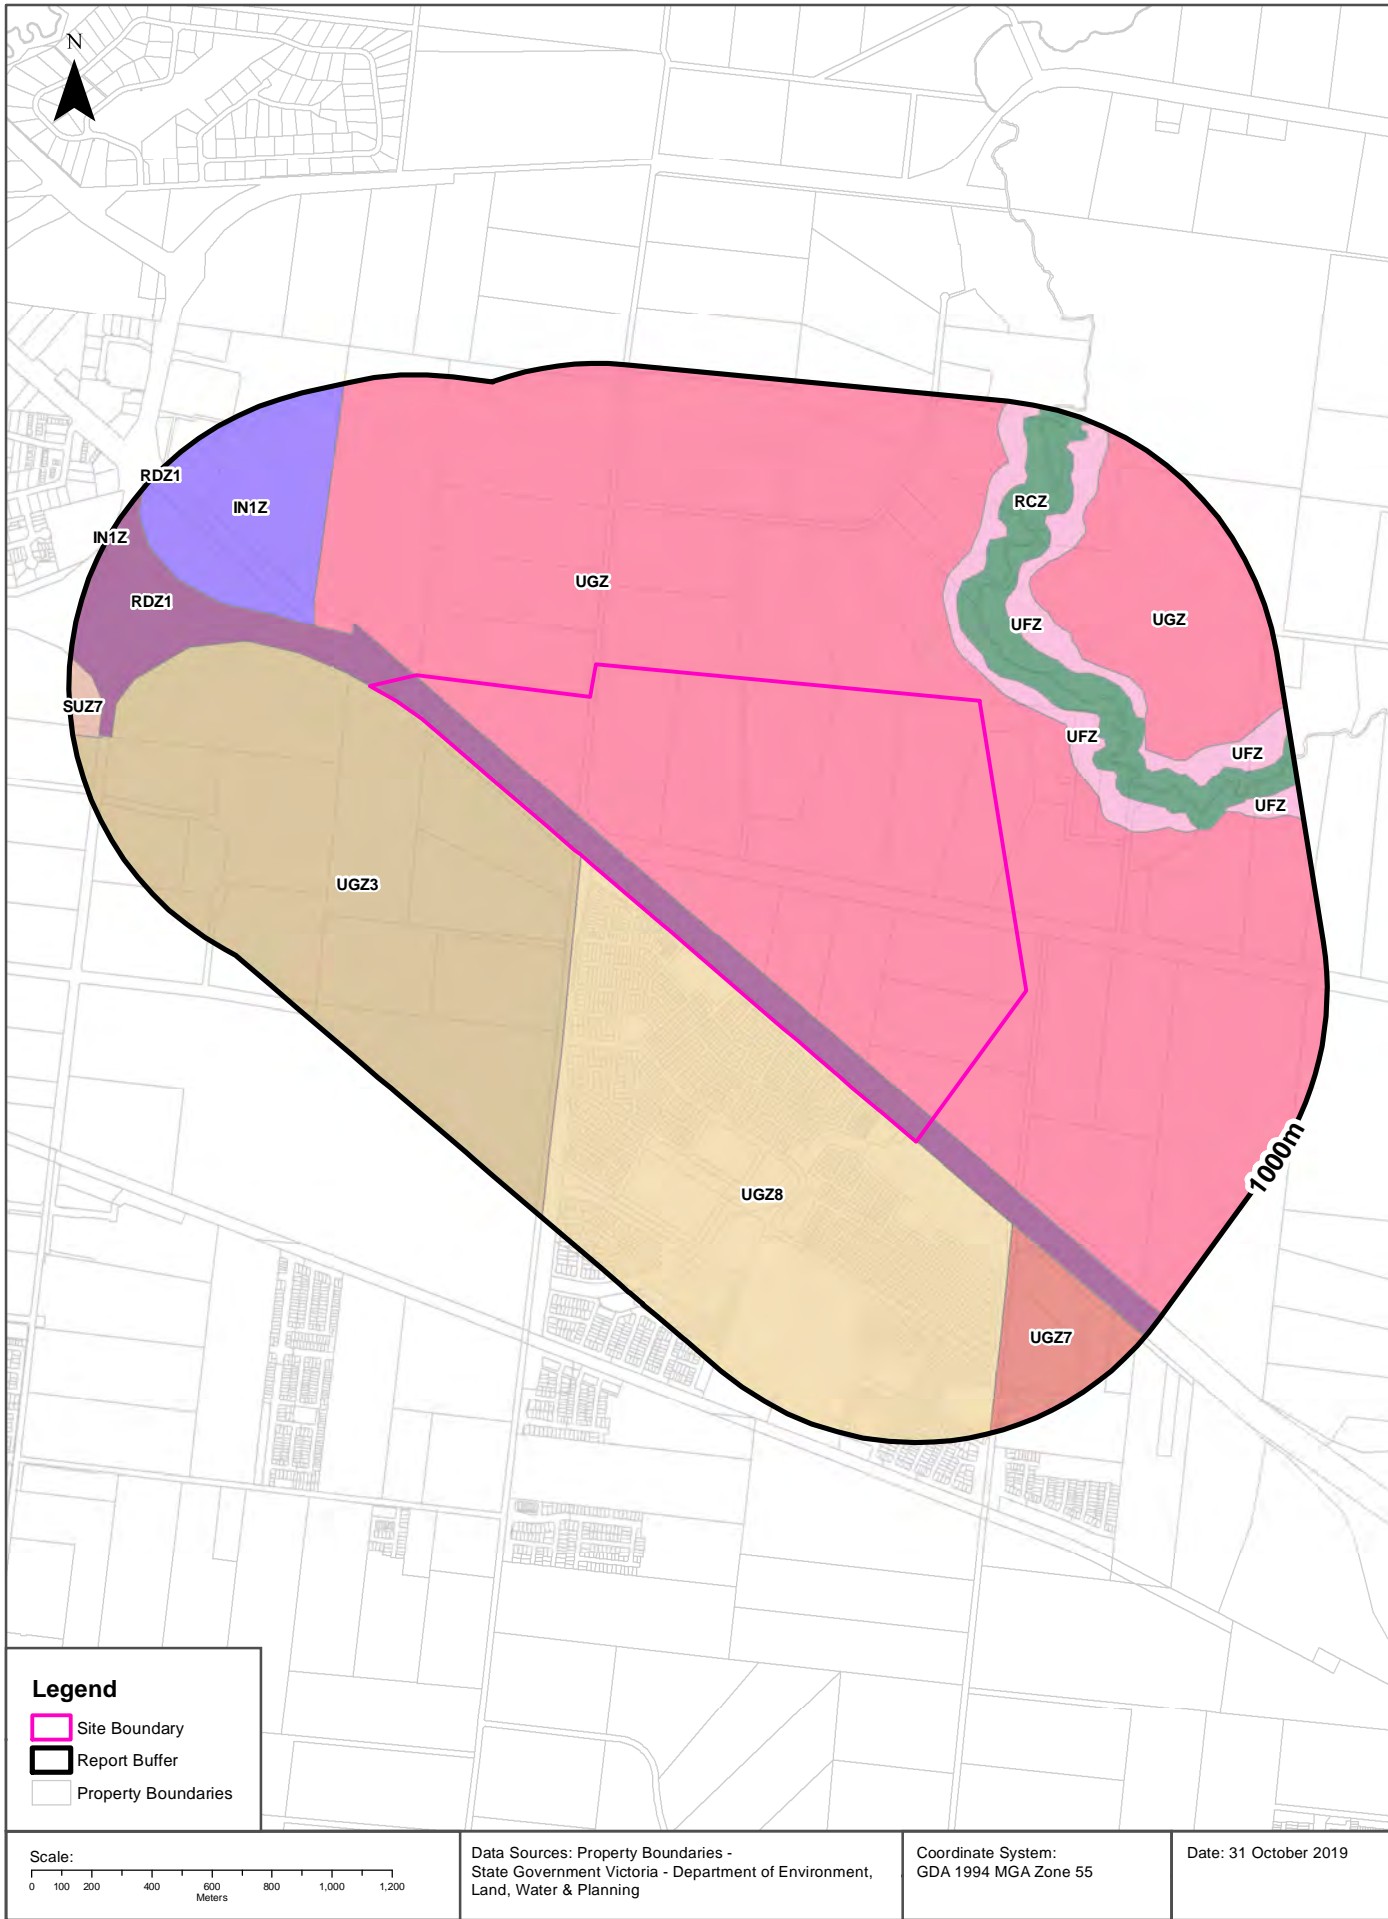 N
RDZ1
IN1Z
IN1Z
RDZ1
SUZ7
UGZ
RCZ
UFZ
UGZ
UFZ
UFZ
UFZ
UGZ3
UGZ8
UGZ7
1000m
Legend
Site Boundary
Report Buffer
Property Boundaries
Scale:
0 100 200 400 600 800 1,000 1,200
Meters
Data Sources: Property Boundaries -
State Government Victoria - Department of Environment,
Land, Water & Planning
Coordinate System:
GDA 1994 MGA Zone 55
Date: 31 October 2019